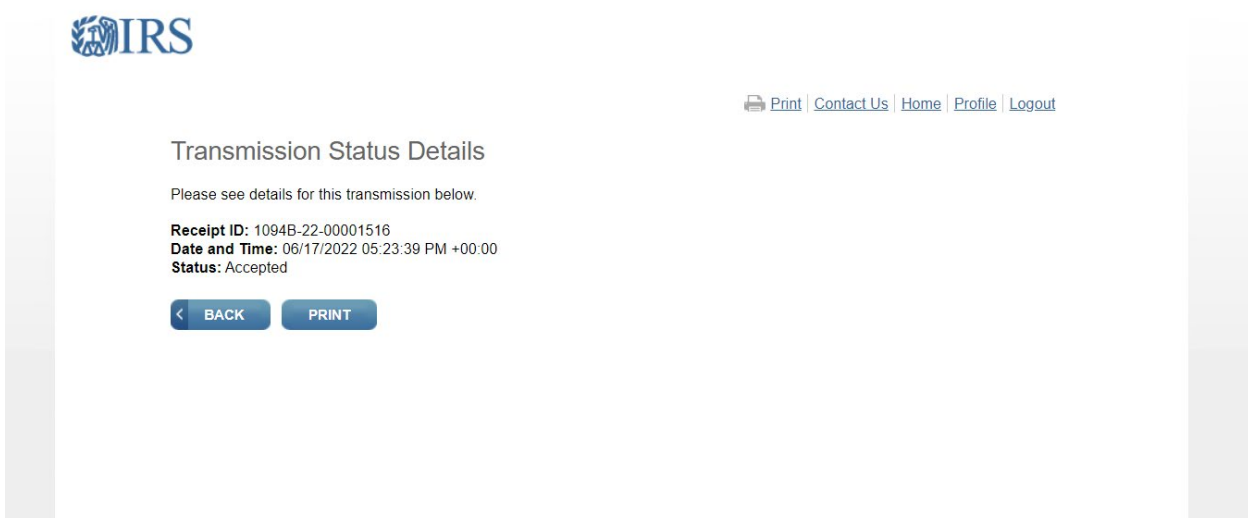 IRS
Print Contact Us Home Profile Logout
Transmission Status Details
Please see details for this transmission below.
Receipt ID: 1094B-22-00001516
Date and Time: 06/17/2022 05:23:39 PM +00:00
Status: Accepted
BACK PRINT